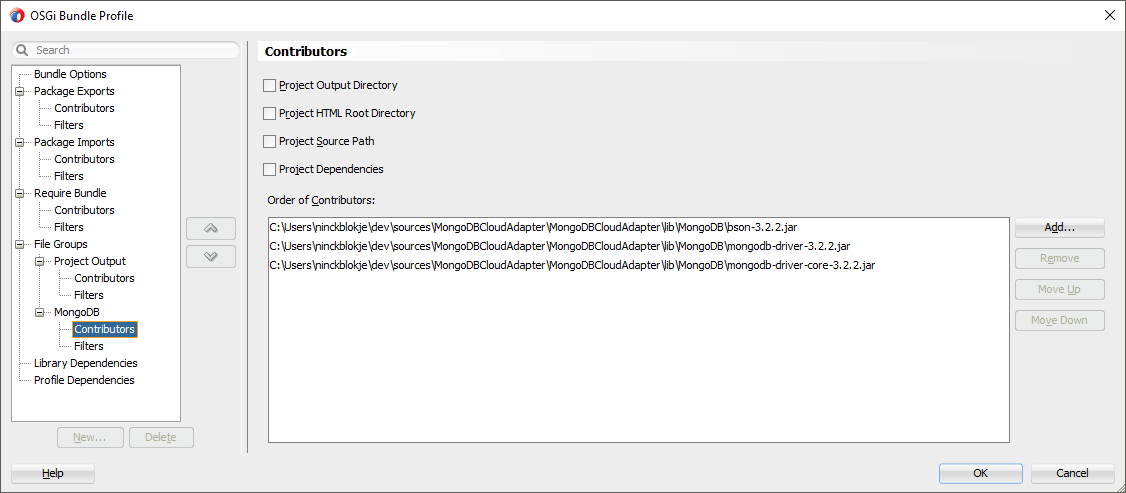 OSGi Bundle Profile
Search
Bundle Options
Package Exports
Contributors
Filters
Package Imports
Contributors
Filters
Require Bundle
Contributors
Filters
File Groups
Project Output
Contributors
Filters
MongoDB
Contributors
Filters
Library Dependencies
Profile Dependencies
New...
Delete
Contributors
Project Output Directory
Project HTML Root Directory
Project Source Path
Project Dependencies
Order of Contributors:
C:\Users\ninckblokje\dev\sources\MongoDBCloudAdapter\MongoDBCloudAdapter\lib\MongoDB\bson-3.2.2.jar
C:\Users\ninckblokje\dev\sources\MongoDBCloudAdapter\MongoDBCloudAdapter\lib\MongoDB\mongodb-driver-3.2.2.jar
C:\Users\ninckblokje\dev\sources\MongoDBCloudAdapter\MongoDBCloudAdapter\lib\MongoDB\mongodb-driver-core-3.2.2.jar
Add...
Remove
Move Up
Move Down
Help
OK
Cancel